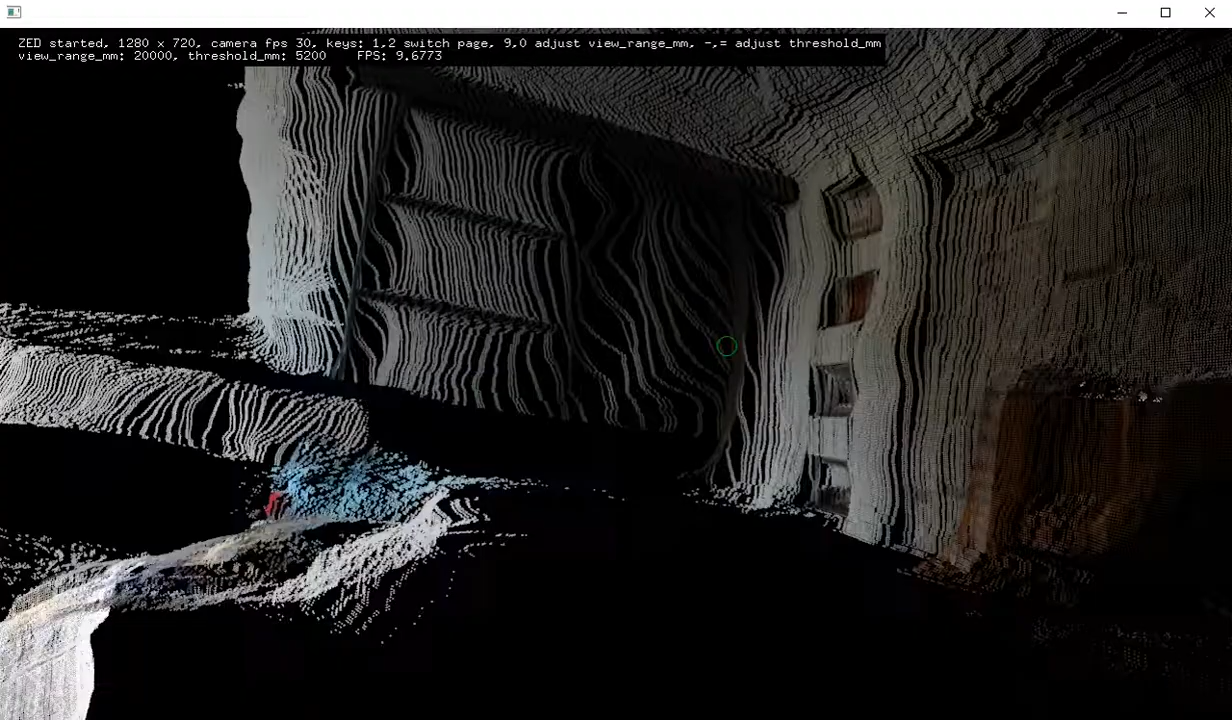 ZED started, 1280 x 720, camera fps 30, keys: 1,2 switch page, 9,0 adjust view_range_mm, -,= adjust threshold_mm
view_range_mm: 20000, threshold_mm: 5200 FPS: 9.6773